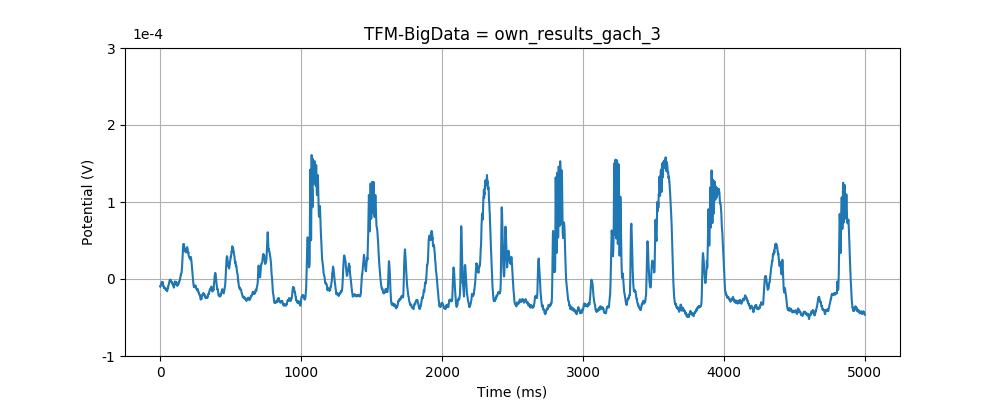 TFM-BigData = own_results_gach_3
1e-4
3
2
1
0
-1
Potential (V)
0 1000 2000 3000 4000 5000
Time (ms)